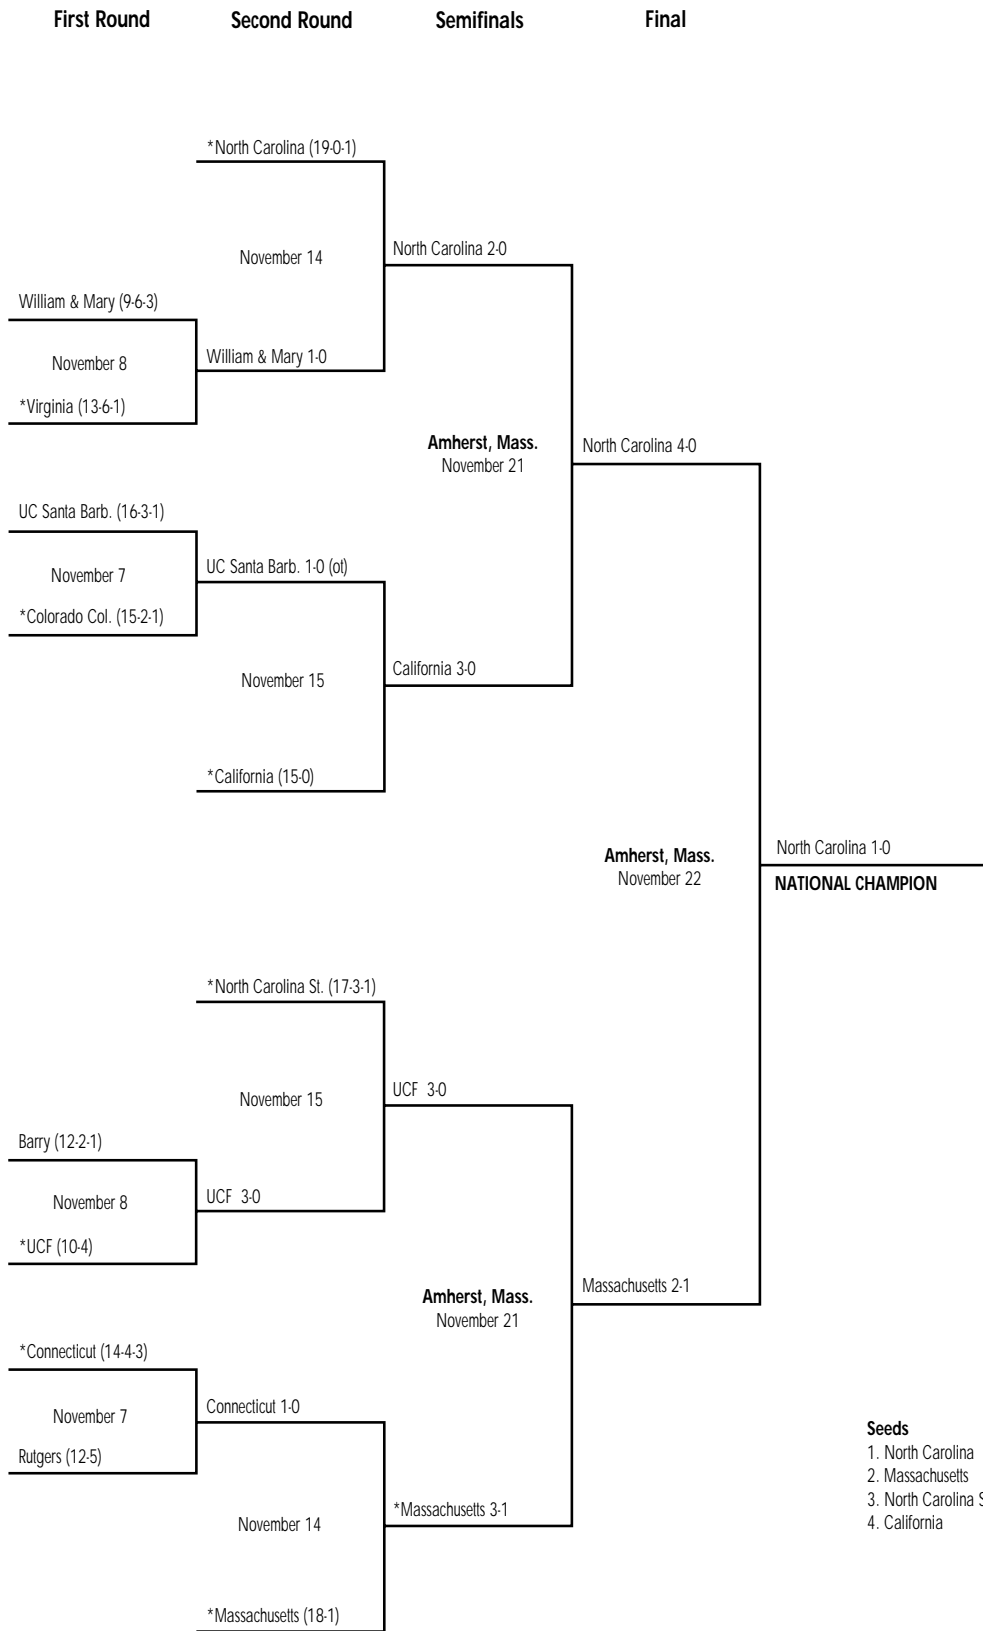 First Round Second Round Semifinals Final
*North Carolina (19-0-1)
North Carolina 2-0
November 14
William & Mary (9-6-3)
William & Mary 1-0
November 8
*Virginia (13-6-1)
Amherst, Mass.
November 21
North Carolina 4-0
UC Santa Barb. (16-3-1)
UC Santa Barb. 1-0 (ot)
November 7
*Colorado Col. (15-2-1)
California 3-0
November 15
*California (15-0)
Amherst, Mass.
November 22
North Carolina 1-0
NATIONAL CHAMPION
*North Carolina St. (17-3-1)
UCF 3-0
November 15
Barry (12-2-1)
UCF 3-0
November 8
*UCF (10-4)
Amherst, Mass.
November 21
Massachusetts 2-1
*Connecticut (14-4-3)
Connecticut 1-0
November 7
Rutgers (12-5)
*Massachusetts 3-1
November 14
*Massachusetts (18-1)
Seeds
1. North Carolina
2. Massachusetts
3. North Carolina S
4. California